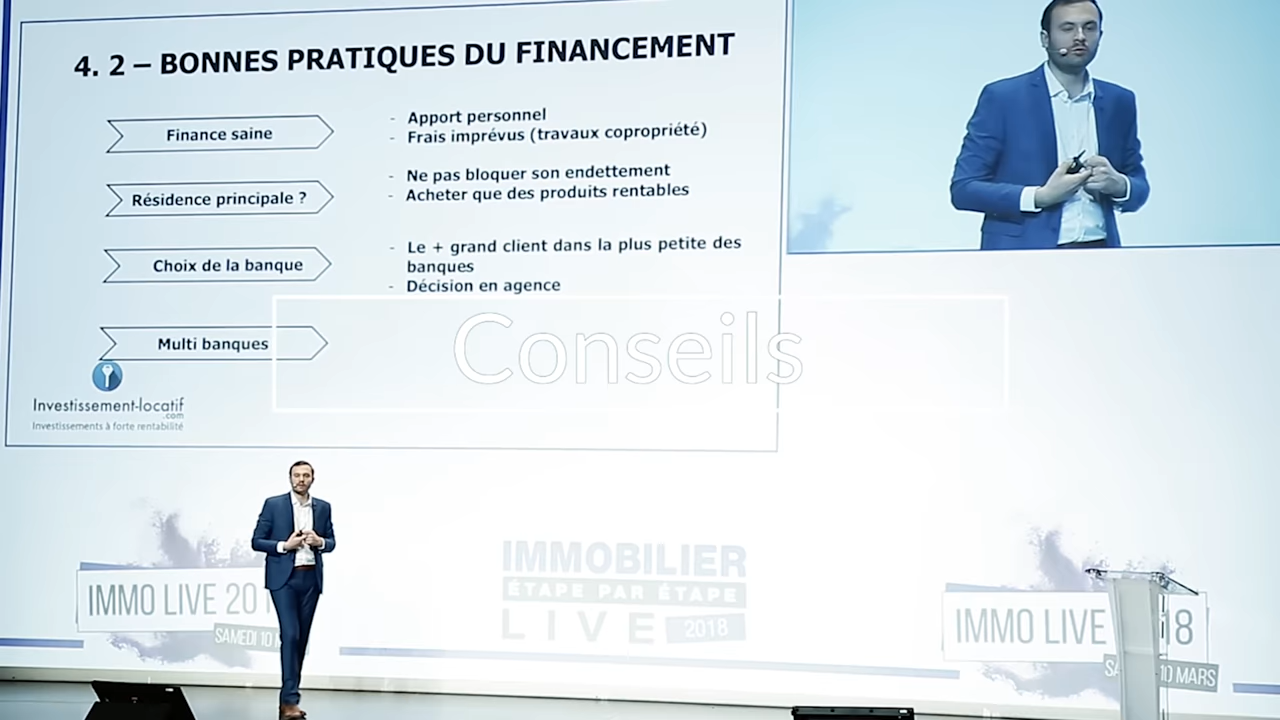 4. 2 – BONNES PRATIQUES DU FINANCEMENT
Finance saine
- Apport personnel
- Frais imprévus (travaux copropriété)
Résidence principale ?
- Ne pas bloquer son endettement
- Acheter que des produits rentables
Choix de la banque
- Le + grand client dans la plus petite des
banques
- Décision en agence
Multi banques
Conseils
Investissement-locatif
.com
Investissements à forte rentabilité
IMMOBILIER
ÉTAPE PAR ÉTAPE
LIVE 2018
IMMO LIVE 201
SAMEDI 10 M
IMMO LIVE 18
10 MARS